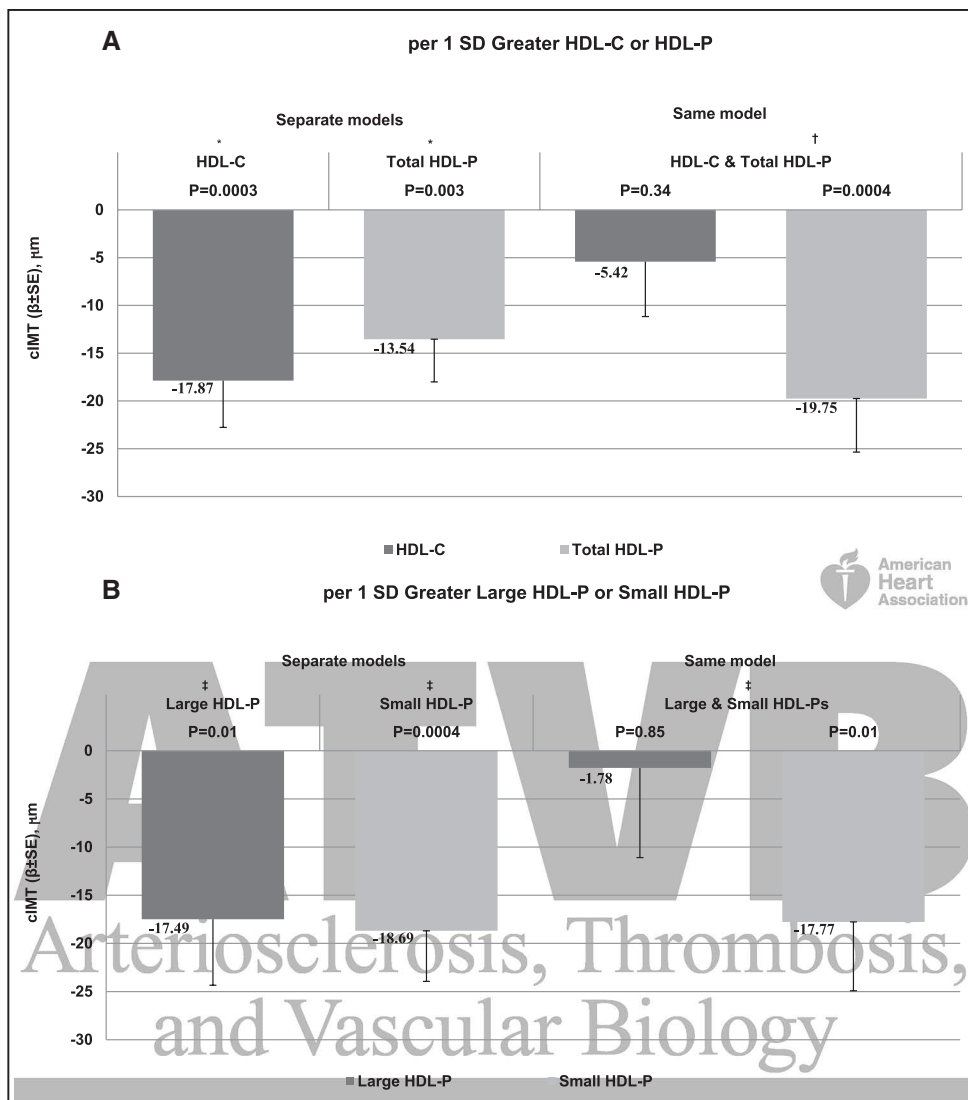 A
per 1 SD Greater HDL-C or HDL-P
Separate models
Same model
* * †
HDL-C Total HDL-P HDL-C & Total HDL-P
P=0.0003 P=0.003 P=0.34 P=0.0004
0
-5
-10
-15
-20
-25
-30
cIMT (β±SE), μm
-17.87
-13.54
-5.42
-19.75
HDL-C Total HDL-P
American
Heart
Association
B
per 1 SD Greater Large HDL-P or Small HDL-P
Separate models Same model
‡ ‡ ‡
Large HDL-P Small HDL-P Large & Small HDL-Ps
P=0.01 P=0.0004 P=0.85 P=0.01
0
-5
-10
-15
-20
-25
-30
cIMT (β±SE), μm
-17.49
-18.69
-1.78
-17.77
ATVB
Arteriosclerosis, Thrombosis,
and Vascular Biology
Large HDL-P Small HDL-P